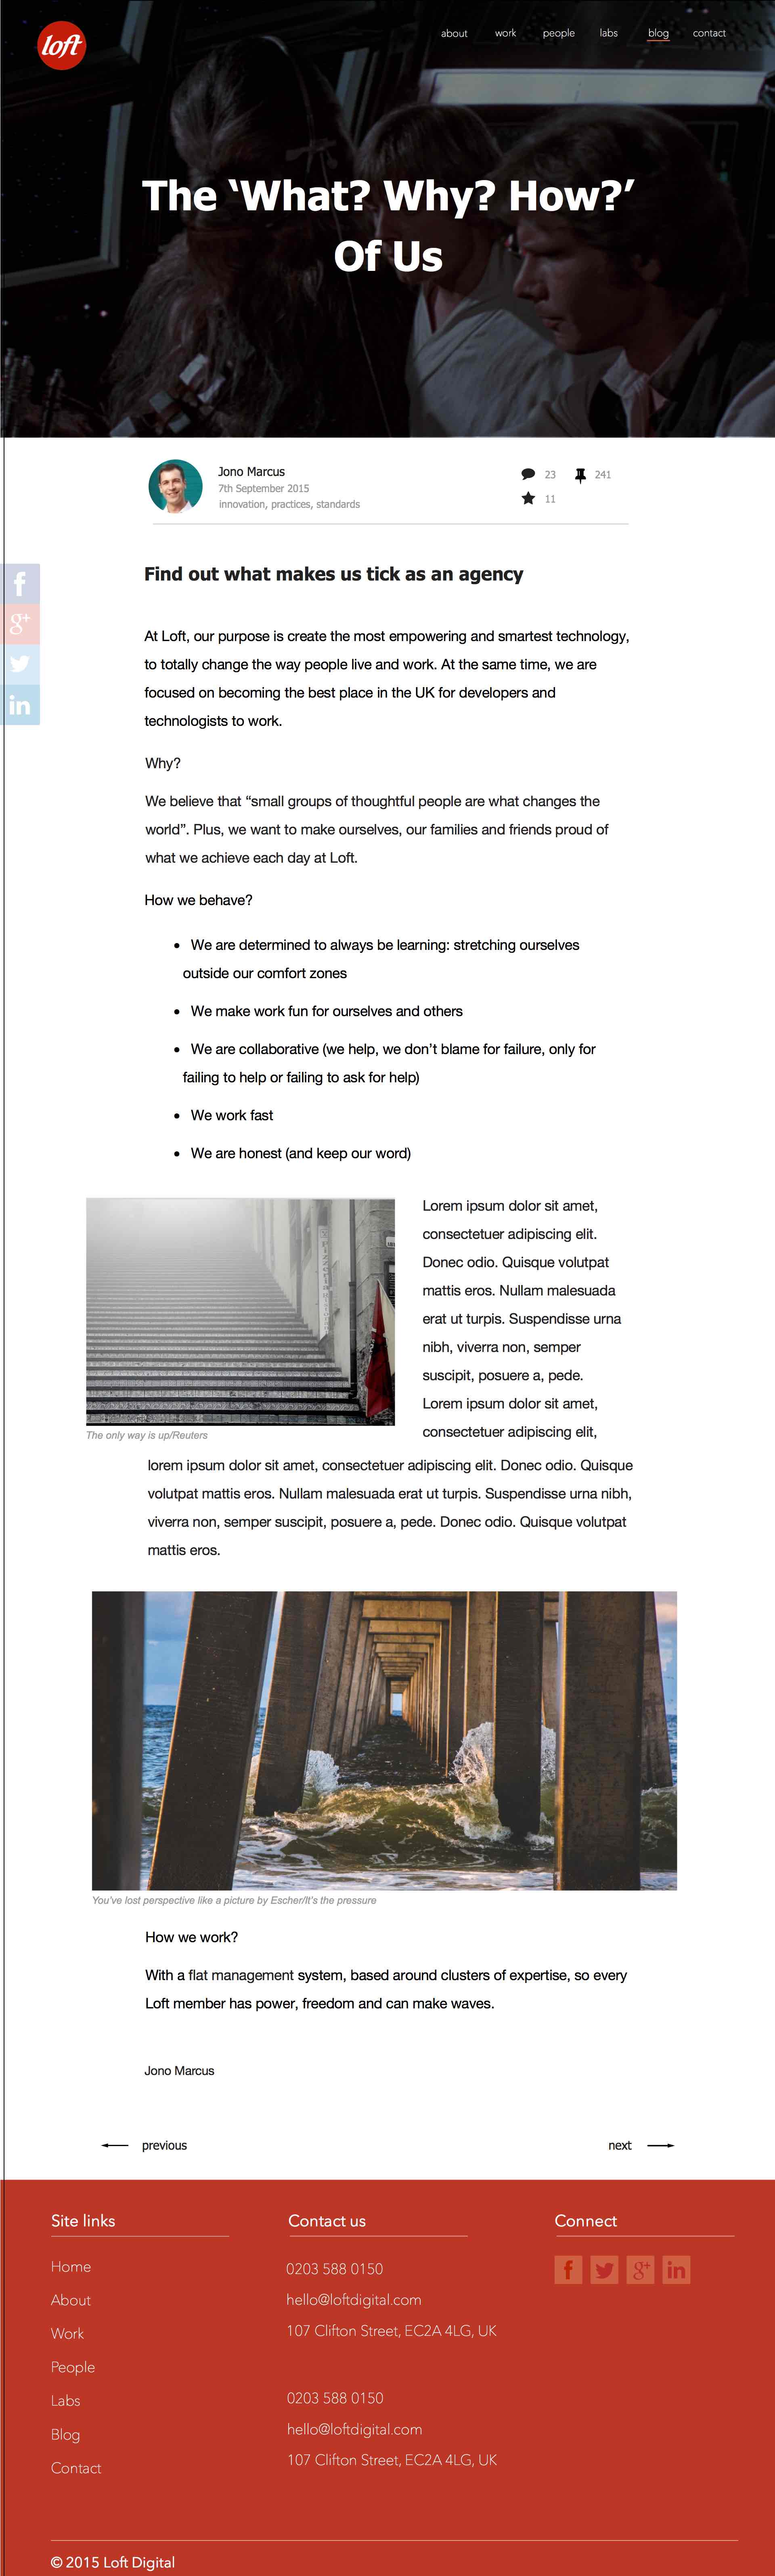 loft
about work people labs blog contact
The ‘What? Why? How?’
Of Us
Jono Marcus
7th September 2015
innovation, practices, standards
23 241
11
Find out what makes us tick as an agency
f
g+
in
At Loft, our purpose is create the most empowering and smartest technology,
to totally change the way people live and work. At the same time, we are
focused on becoming the best place in the UK for developers and
technologists to work.
Why?
We believe that “small groups of thoughtful people are what changes the
world”. Plus, we want to make ourselves, our families and friends proud of
what we achieve each day at Loft.
How we behave?
• We are determined to always be learning: stretching ourselves
outside our comfort zones
• We make work fun for ourselves and others
• We are collaborative (we help, we don’t blame for failure, only for
failing to help or failing to ask for help)
• We work fast
• We are honest (and keep our word)
Lorem ipsum dolor sit amet,
consectetuer adipiscing elit.
Donec odio. Quisque volutpat
mattis eros. Nullam malesuada
erat ut turpis. Suspendisse urna
nibh, viverra non, semper
suscipit, posuere a, pede.
Lorem ipsum dolor sit amet,
consectetuer adipiscing elit,
The only way is up/Reuters
lorem ipsum dolor sit amet, consectetuer adipiscing elit. Donec odio. Quisque
volutpat mattis eros. Nullam malesuada erat ut turpis. Suspendisse urna nibh,
viverra non, semper suscipit, posuere a, pede. Donec odio. Quisque volutpat
mattis eros.
You’ve lost perspective like a picture by Escher/It’s the pressure
How we work?
With a flat management system, based around clusters of expertise, so every
Loft member has power, freedom and can make waves.
Jono Marcus
previous next
Site links
Home
About
Work
People
Labs
Blog
Contact
Contact us
0203 588 0150
hello@loftdigital.com
107 Clifton Street, EC2A 4LG, UK
0203 588 0150
hello@loftdigital.com
107 Clifton Street, EC2A 4LG, UK
Connect
f g+ in
© 2015 Loft Digital